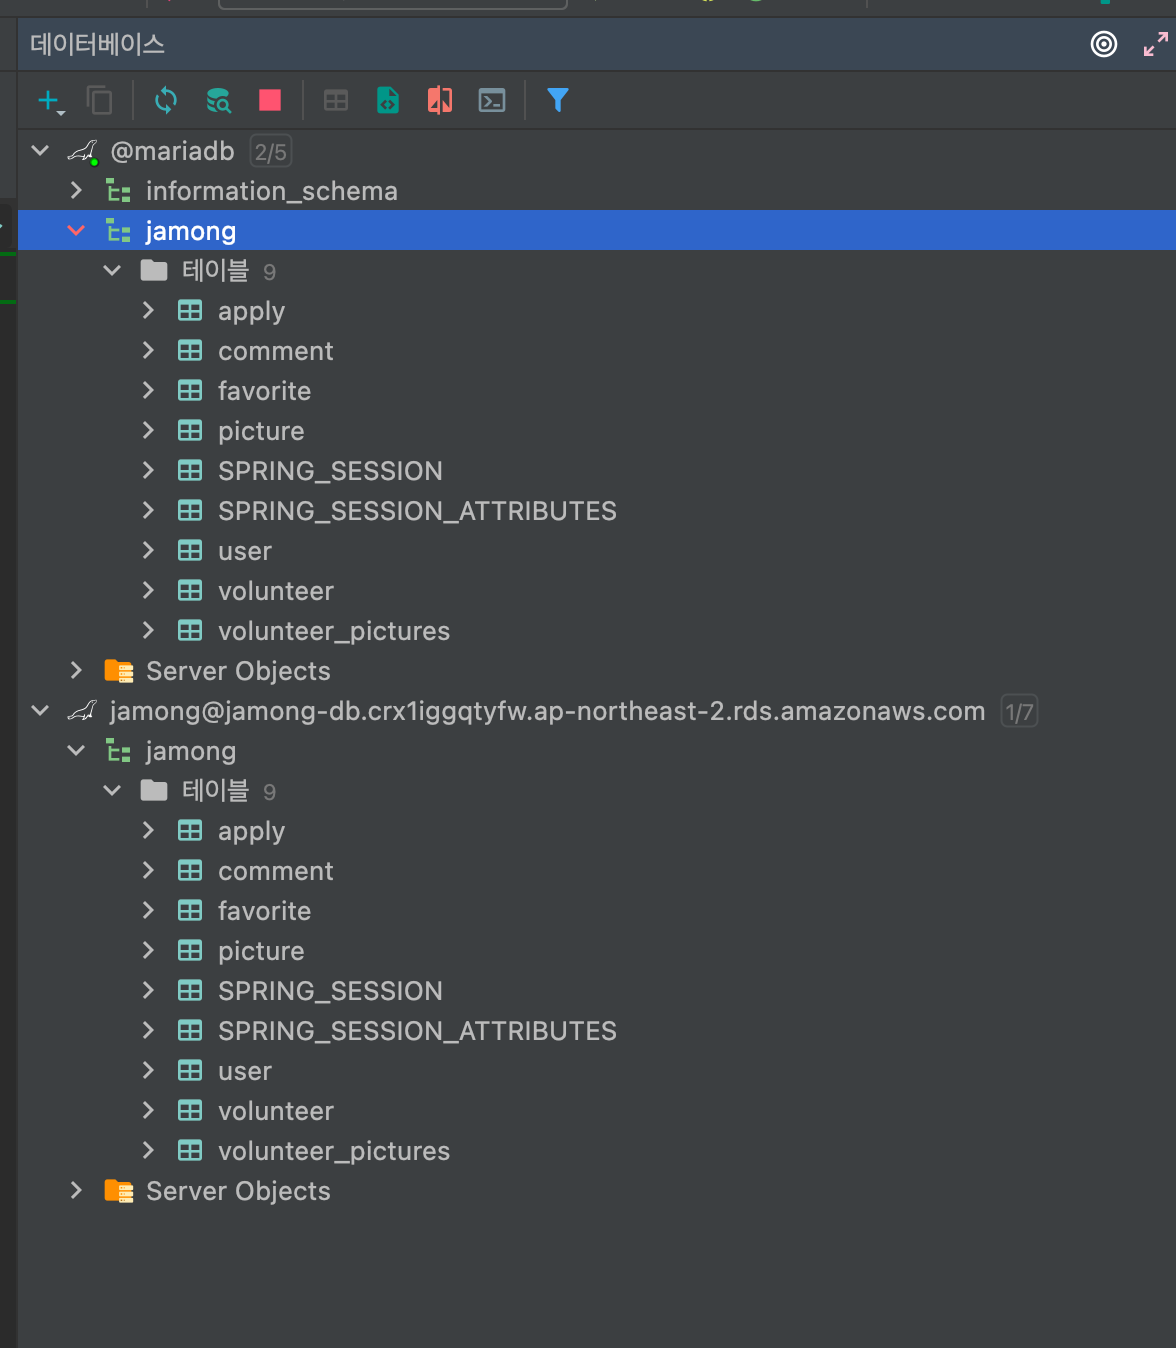 데이터베이스
@mariadb 2/5
information_schema
jamong
테이블 9
apply
comment
favorite
picture
SPRING_SESSION
SPRING_SESSION_ATTRIBUTES
user
volunteer
volunteer_pictures
Server Objects
jamong@jamong-db.crx1iggqtyfw.ap-northeast-2.rds.amazonaws.com 1/7
jamong
테이블 9
apply
comment
favorite
picture
SPRING_SESSION
SPRING_SESSION_ATTRIBUTES
user
volunteer
volunteer_pictures
Server Objects